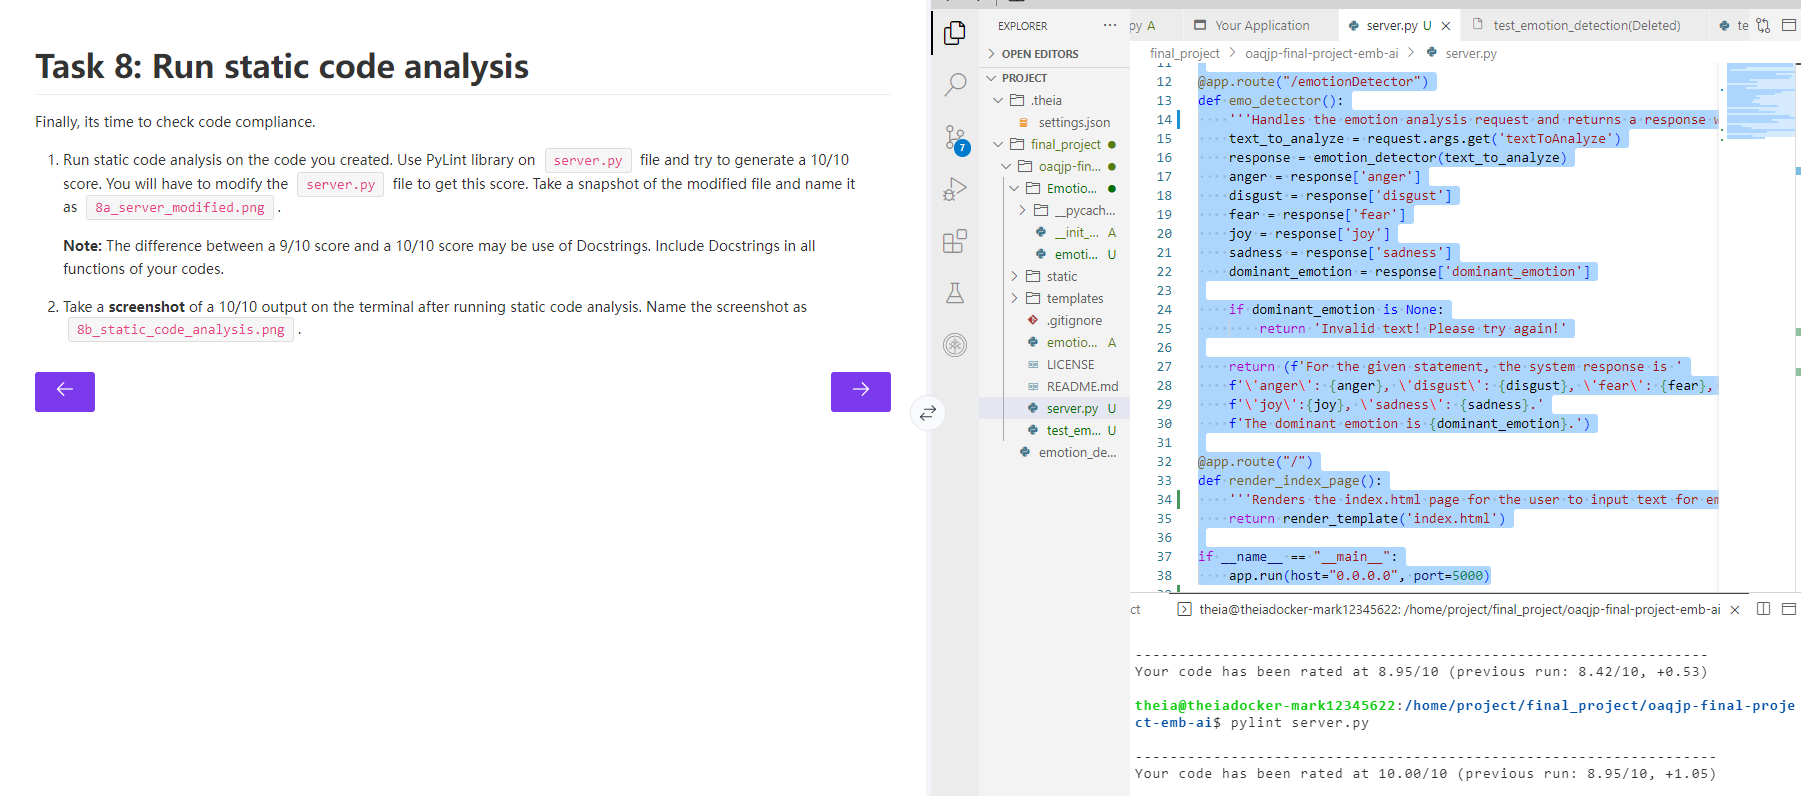 Task 8: Run static code analysis
Finally, its time to check code compliance.
1. Run static code analysis on the code you created. Use PyLint library on server.py file and try to generate a 10/10
score. You will have to modify the server.py file to get this score. Take a snapshot of the modified file and name it
as 8a_server_modified.png .
Note: The difference between a 9/10 score and a 10/10 score may be use of Docstrings. Include Docstrings in all
functions of your codes.
2. Take a screenshot of a 10/10 output on the terminal after running static code analysis. Name the screenshot as
8b_static_code_analysis.png .
7
EXPLORER
OPEN EDITORS
PROJECT
.theia
settings.json
final_project
oaqjp-fin...
Emotio...
__pycach...
__init_... A
emoti... U
static
templates
.gitignore
emotio... A
LICENSE
README.md
server.py U
test_em... U
emotion_de...
py A
Your Application
server.py U
test_emotion_detection(Deleted)
te
final_project > oaqjp-final-project-emb-ai > server.py
11
12 @app.route("/emotionDetector")
13 def emo_detector():
14 '''Handles the emotion analysis request and returns a response w
15 text_to_analyze = request.args.get('textToAnalyze')
16 response = emotion_detector(text_to_analyze)
17 anger = response['anger']
18 disgust = response['disgust']
19 fear = response['fear']
20 joy = response['joy']
21 sadness = response['sadness']
22 dominant_emotion = response['dominant_emotion']
23
24 if dominant_emotion is None:
25 return 'Invalid text! Please try again!'
26
27 return (f'For the given statement, the system response is '
28 f'\'anger\': {anger}, \'disgust\': {disgust}, \'fear\': {fear},
29 f'\'joy\':{joy}, \'sadness\': {sadness}.'
30 f'The dominant emotion is {dominant_emotion}.')
31
32 @app.route("/")
33 def render_index_page():
34 '''Renders the index.html page for the user to input text for em
35 return render_template('index.html')
36
37 if __name__ == "__main__":
38 app.run(host="0.0.0.0", port=5000)
ct
theia@theiadocker-mark12345622: /home/project/final_project/oaqjp-final-project-emb-ai
------------------------------------------------------------------
Your code has been rated at 8.95/10 (previous run: 8.42/10, +0.53)
theia@theiadocker-mark12345622:/home/project/final_project/oaqjp-final-proje
ct-emb-ai$ pylint server.py
-------------------------------------------------------------------
Your code has been rated at 10.00/10 (previous run: 8.95/10, +1.05)